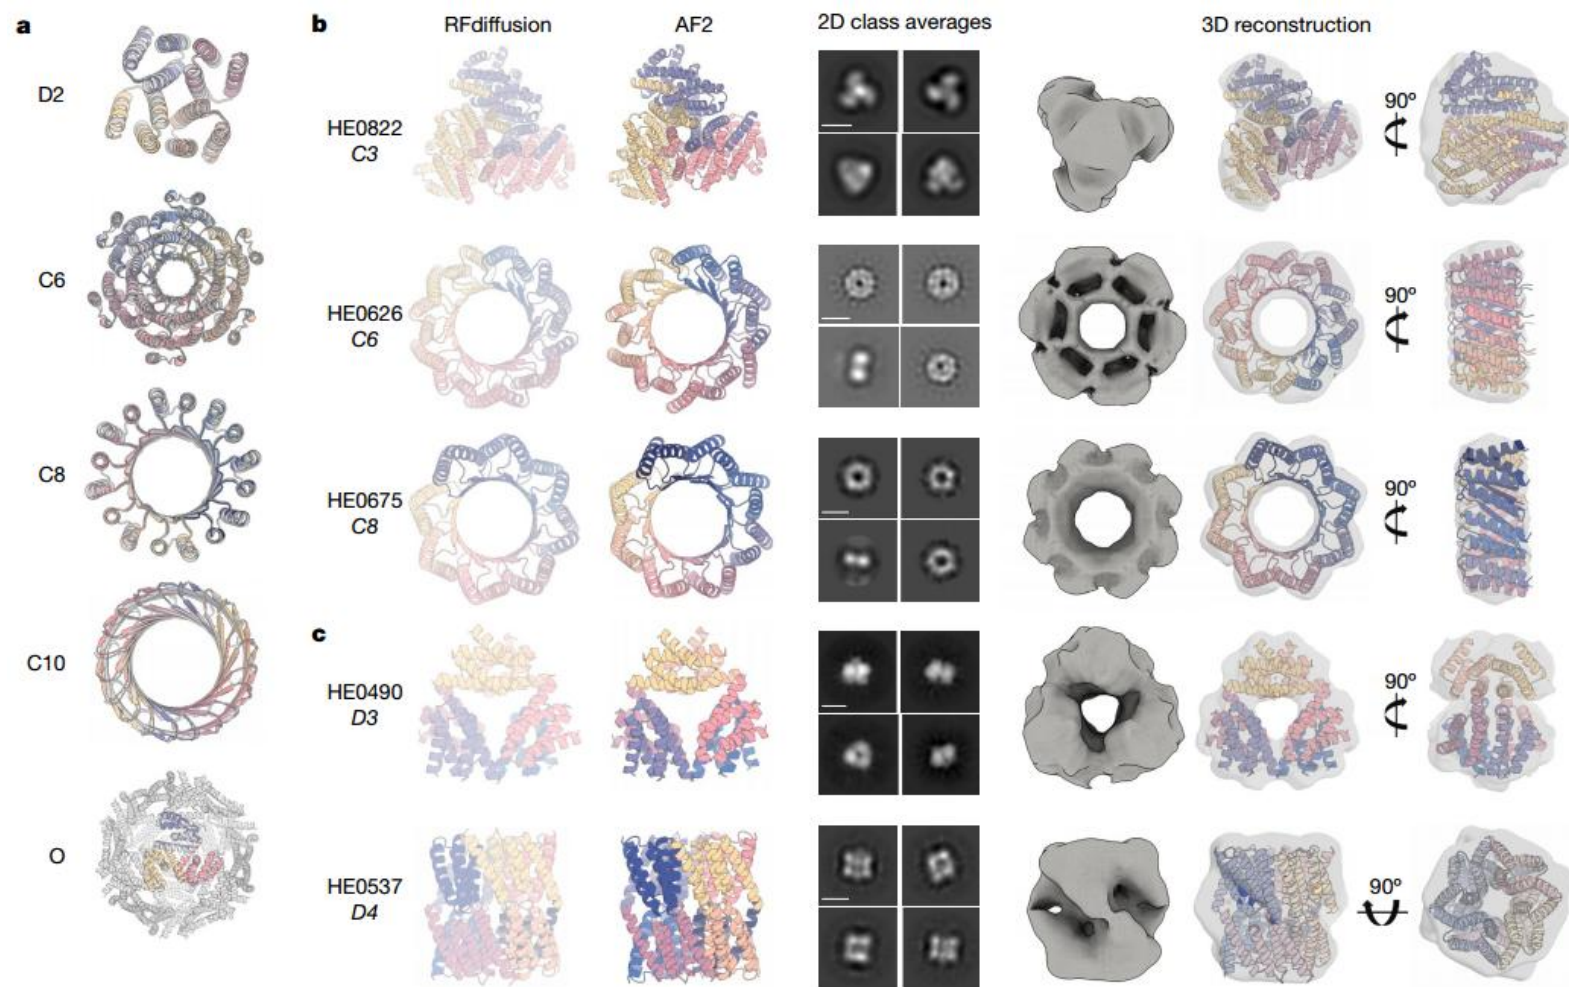 a
D2
C6
C8
C10
O
b
RFdiffusion
AF2
2D class averages
3D reconstruction
HE0822
C3
90º
HE0626
C6
90º
HE0675
C8
90º
c
HE0490
D3
90º
HE0537
D4
90º